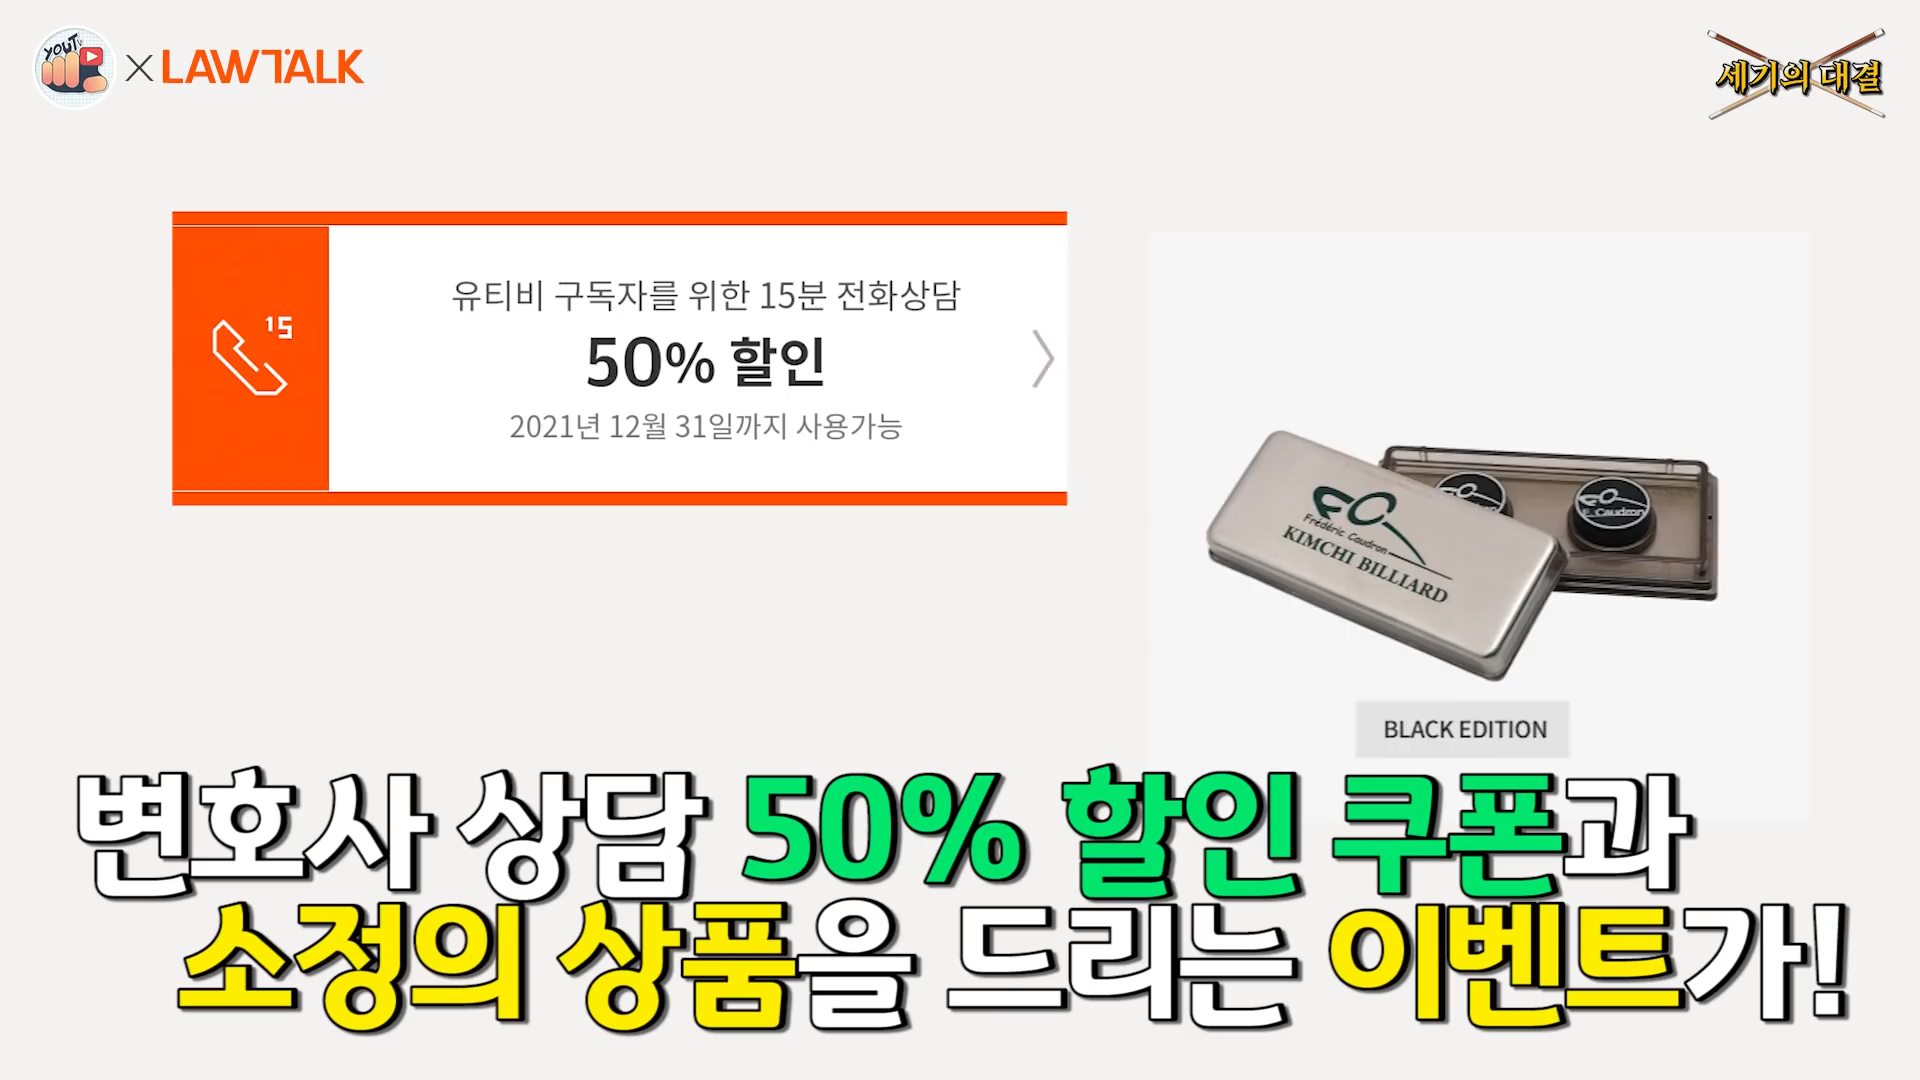 YOUTV
X LAWTALK
세기의 대결
15
유티비 구독자를 위한 15분 전화상담
50% 할인
2021년 12월 31일까지 사용가능
FC
Frédéric Caudron
KIMCHI BILLIARD
F. Caudron
BLACK EDITION
변호사 상담 50% 할인 쿠폰과
소정의 상품을 드리는 이벤트가!